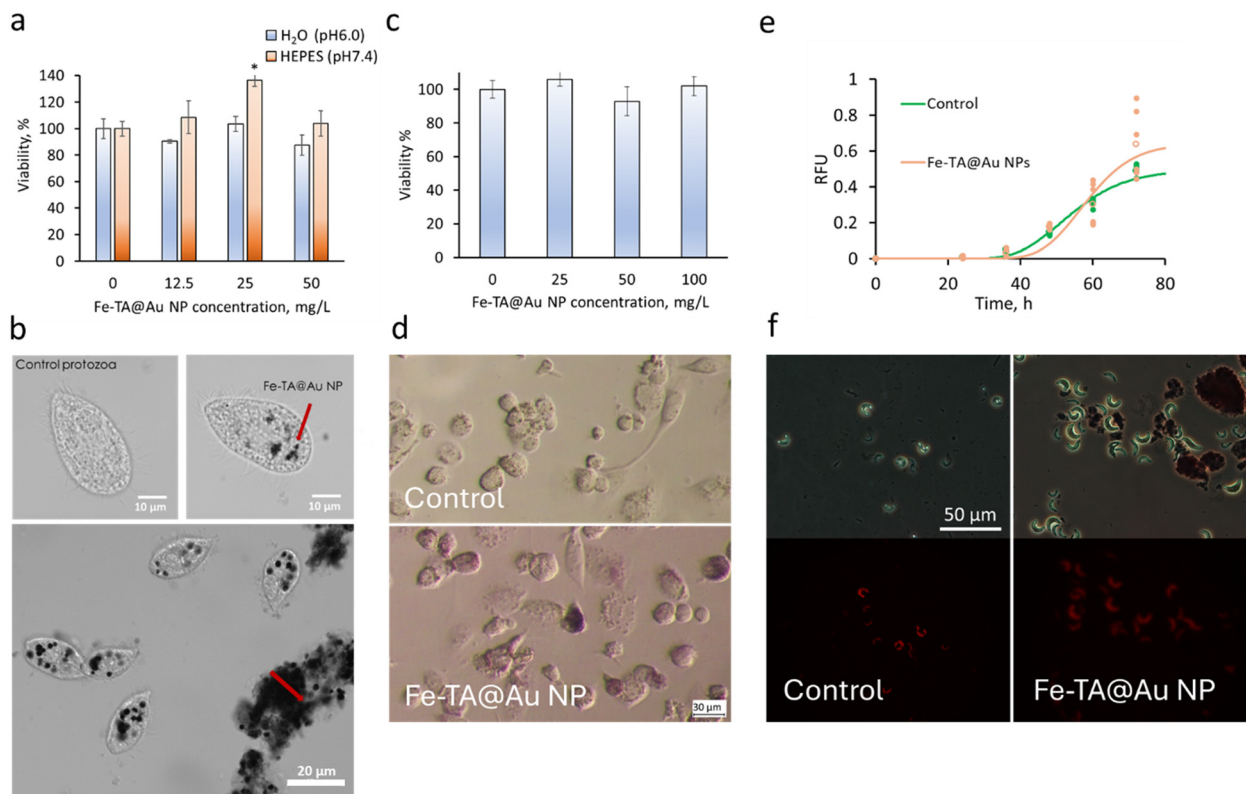 a
H₂O (pH6.0)
HEPES (pH7.4)
Viability, %
140
120
100
80
60
40
20
0
*
0 12.5 25 50
Fe-TA@Au NP concentration, mg/L
b
Control protozoa
10 µm
Fe-TA@Au NP
10 µm
20 µm
c
Viability %
100
80
60
40
20
0
0 25 50 100
Fe-TA@Au NP concentration, mg/L
d
Control
Fe-TA@Au NP
30 µm
e
RFU
1
0.8
0.6
0.4
0.2
0
Control
Fe-TA@Au NPs
0 20 40 60 80
Time, h
f
50 µm
Control
Fe-TA@Au NP